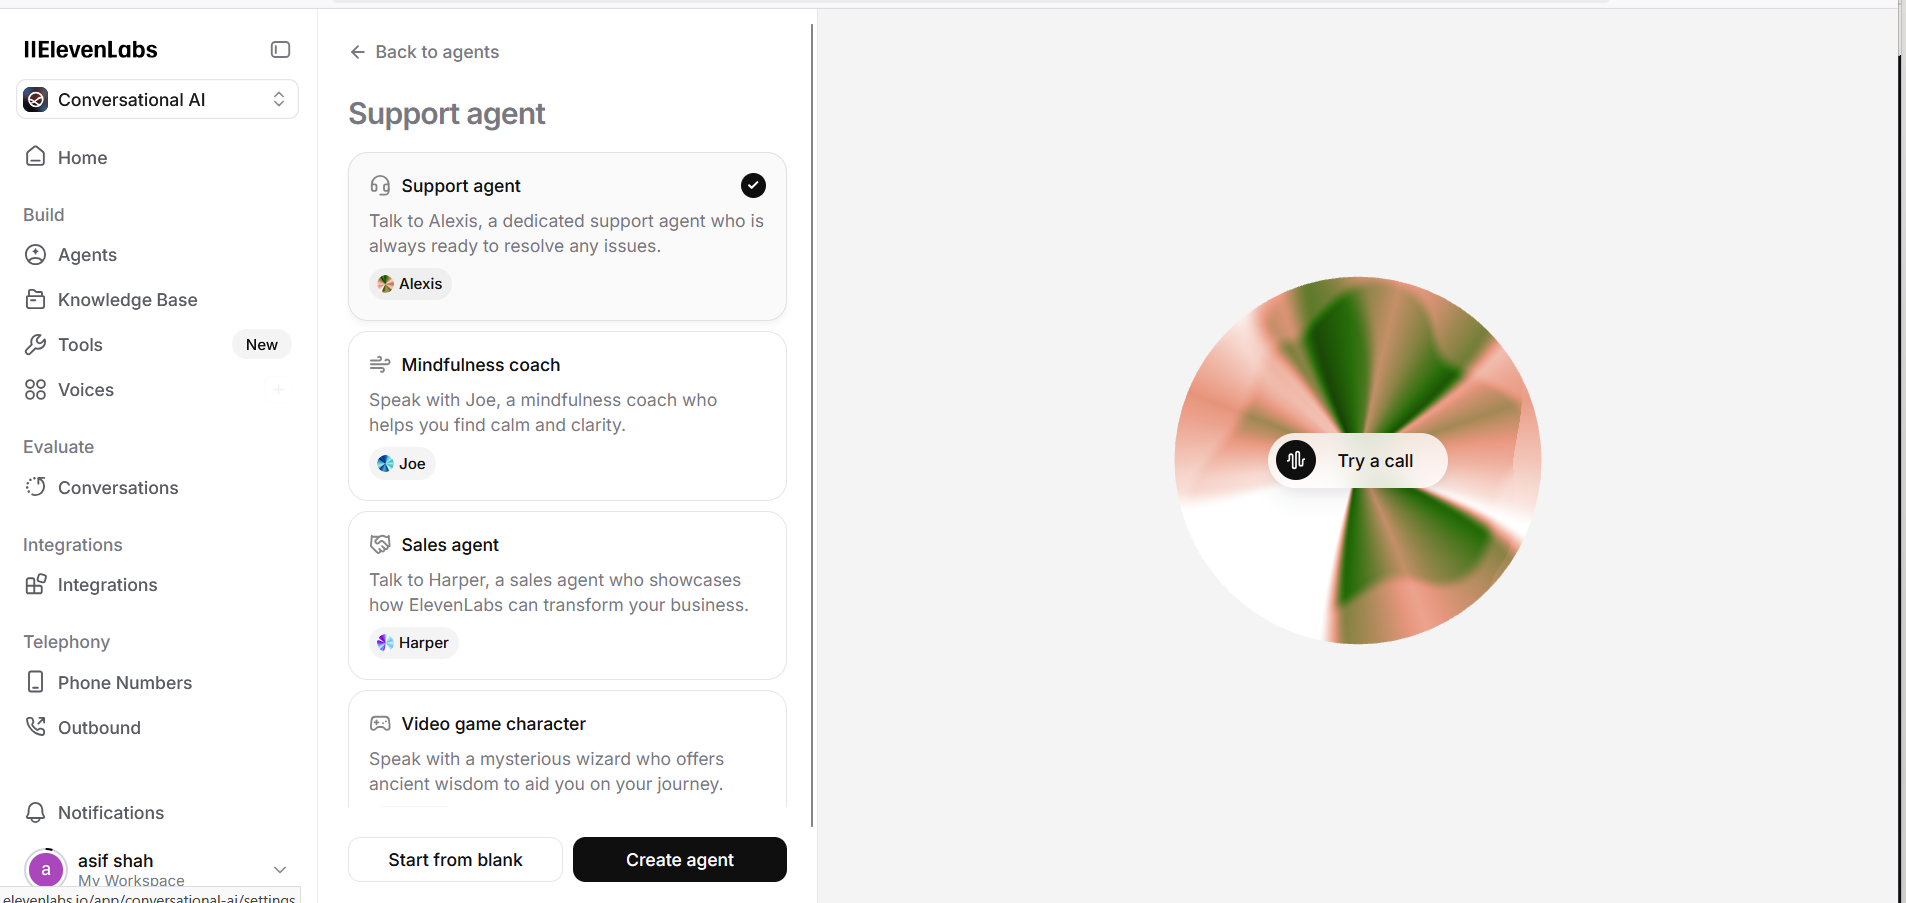 IIElevenLabs
Conversational AI
Home
Build
Agents
Knowledge Base
Tools
New
Voices
Evaluate
Conversations
Integrations
Integrations
Telephony
Phone Numbers
Outbound
Notifications
a
asif shah
My Workspace
elevenlabs.io/app/conversational-ai/settings
Back to agents
Support agent
Support agent
Talk to Alexis, a dedicated support agent who is
always ready to resolve any issues.
Alexis
Mindfulness coach
Speak with Joe, a mindfulness coach who
helps you find calm and clarity.
Joe
Sales agent
Talk to Harper, a sales agent who showcases
how ElevenLabs can transform your business.
Harper
Video game character
Speak with a mysterious wizard who offers
ancient wisdom to aid you on your journey.
Start from blank
Create agent
Try a call